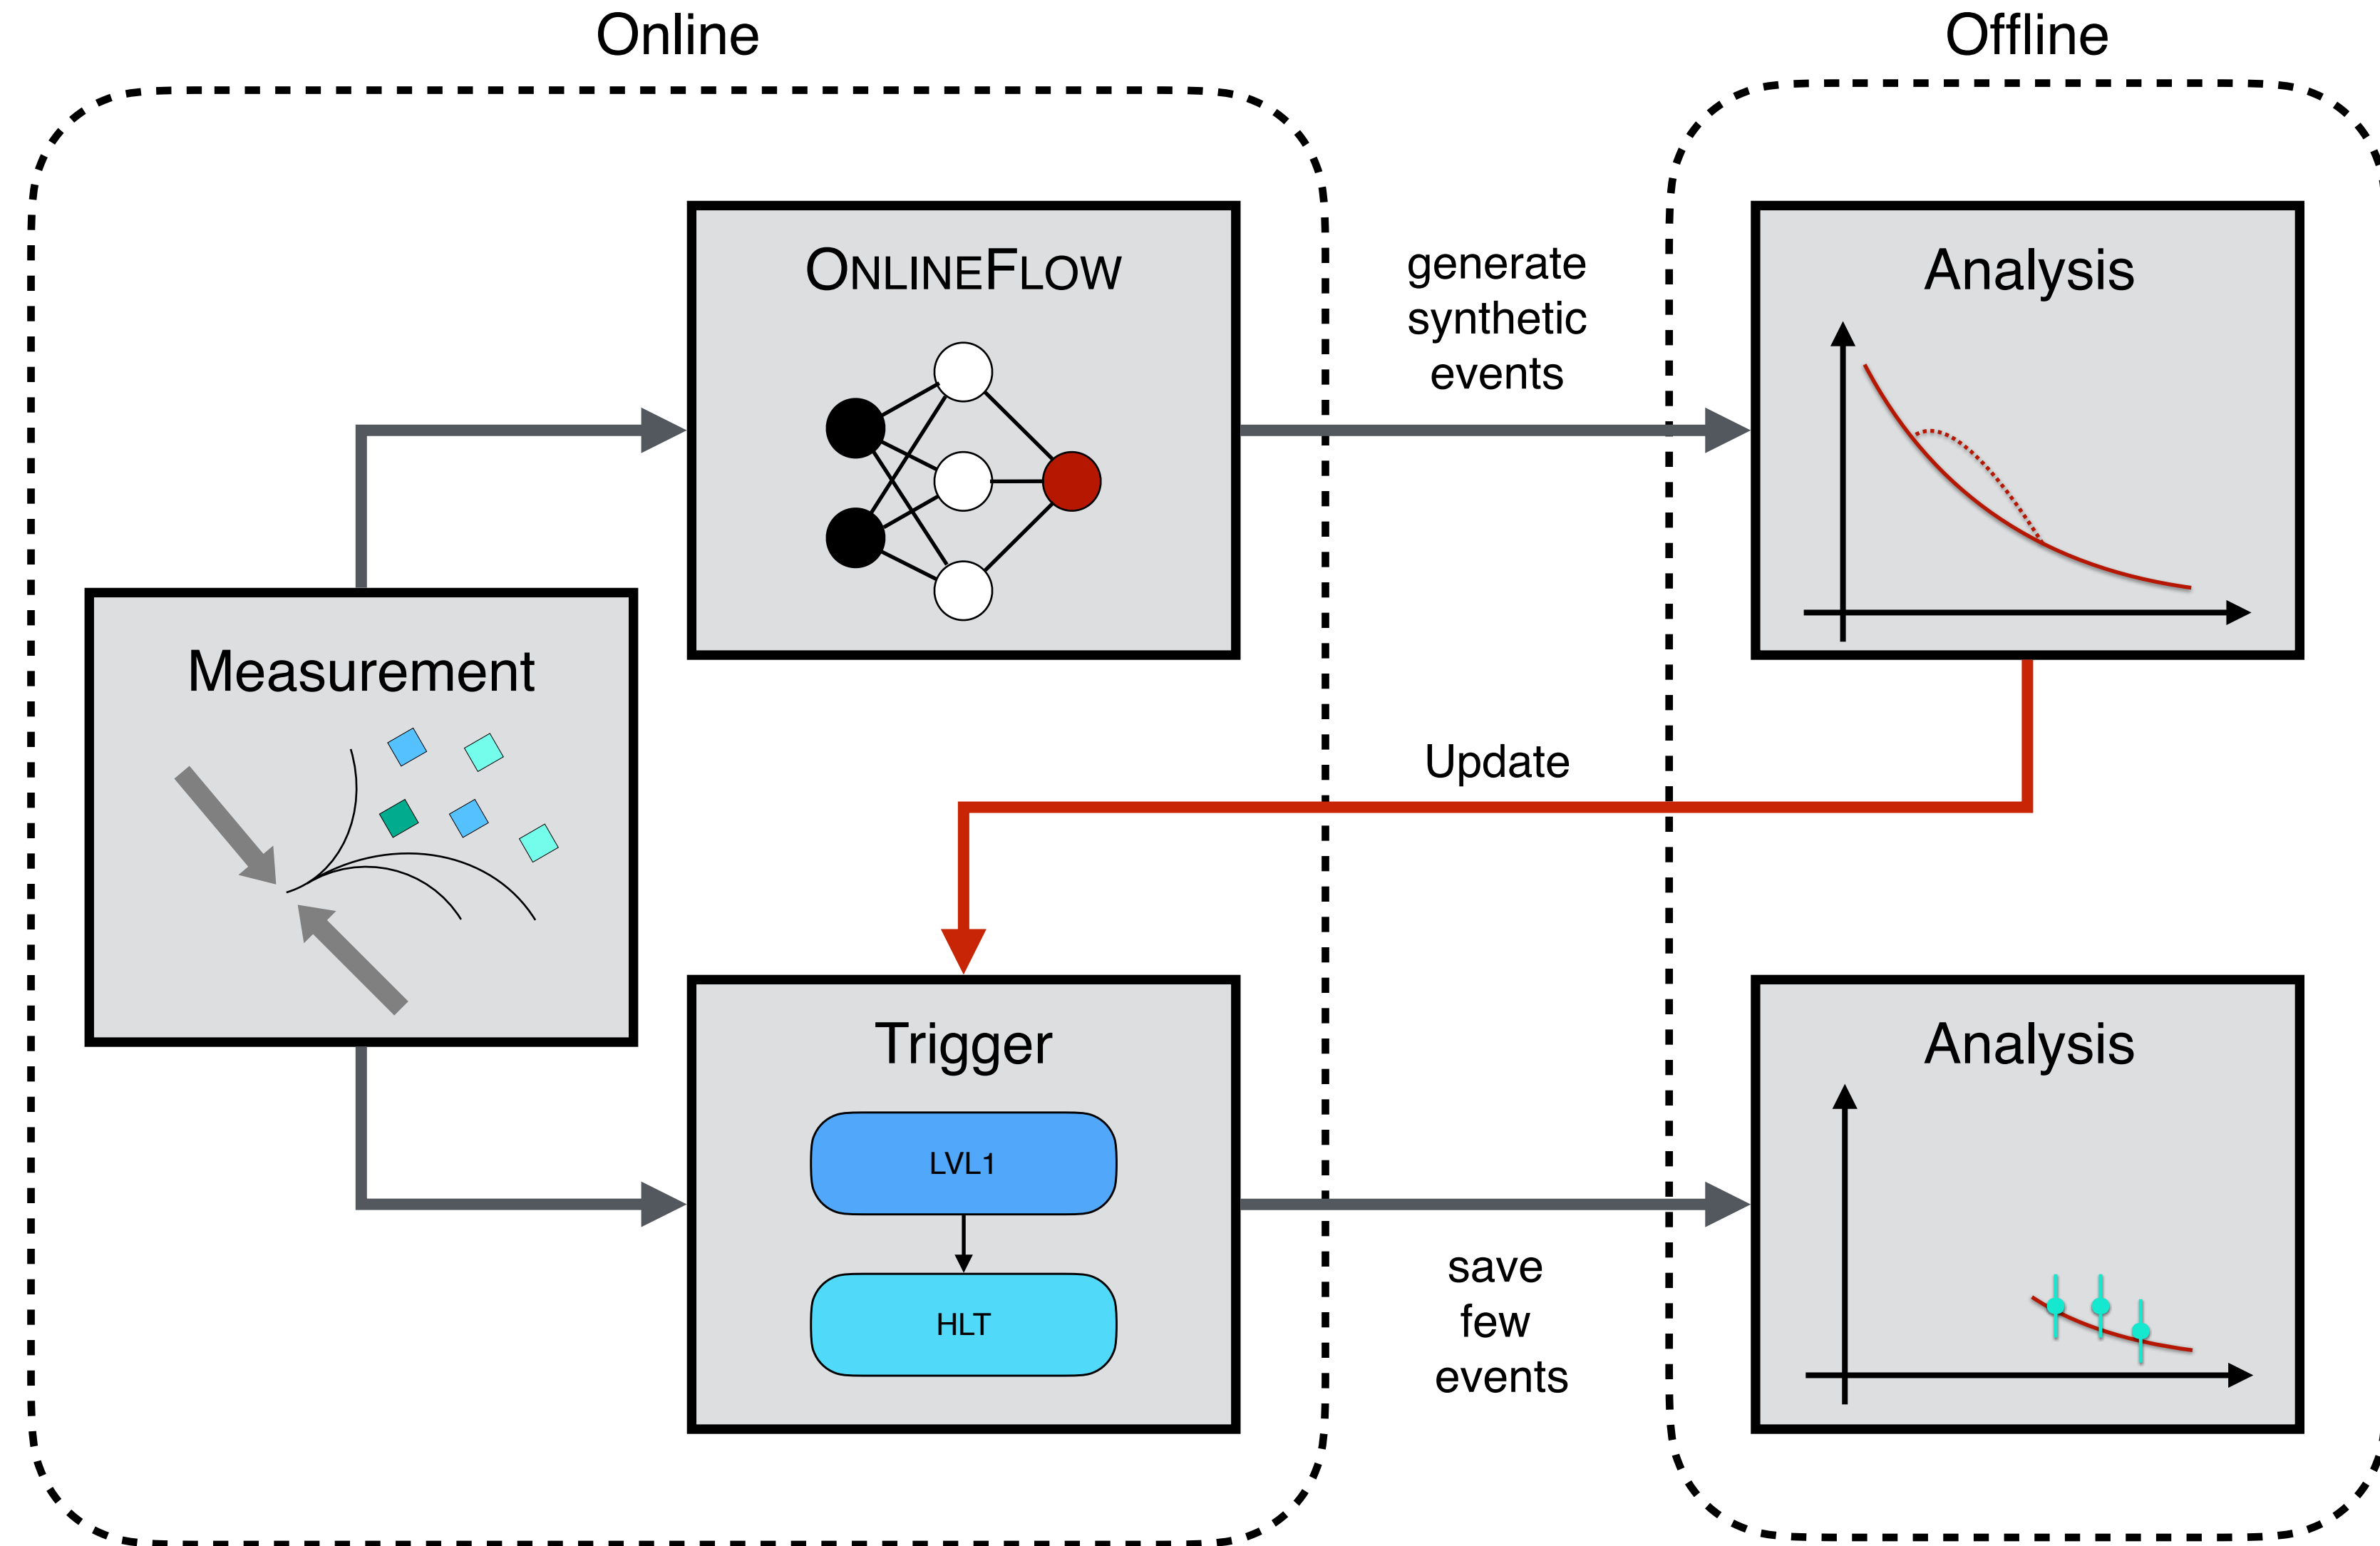 Online
Offline
ONLINEFLOW
generate
synthetic
events
Analysis
Measurement
Update
Trigger
LVL1
HLT
save
few
events
Analysis